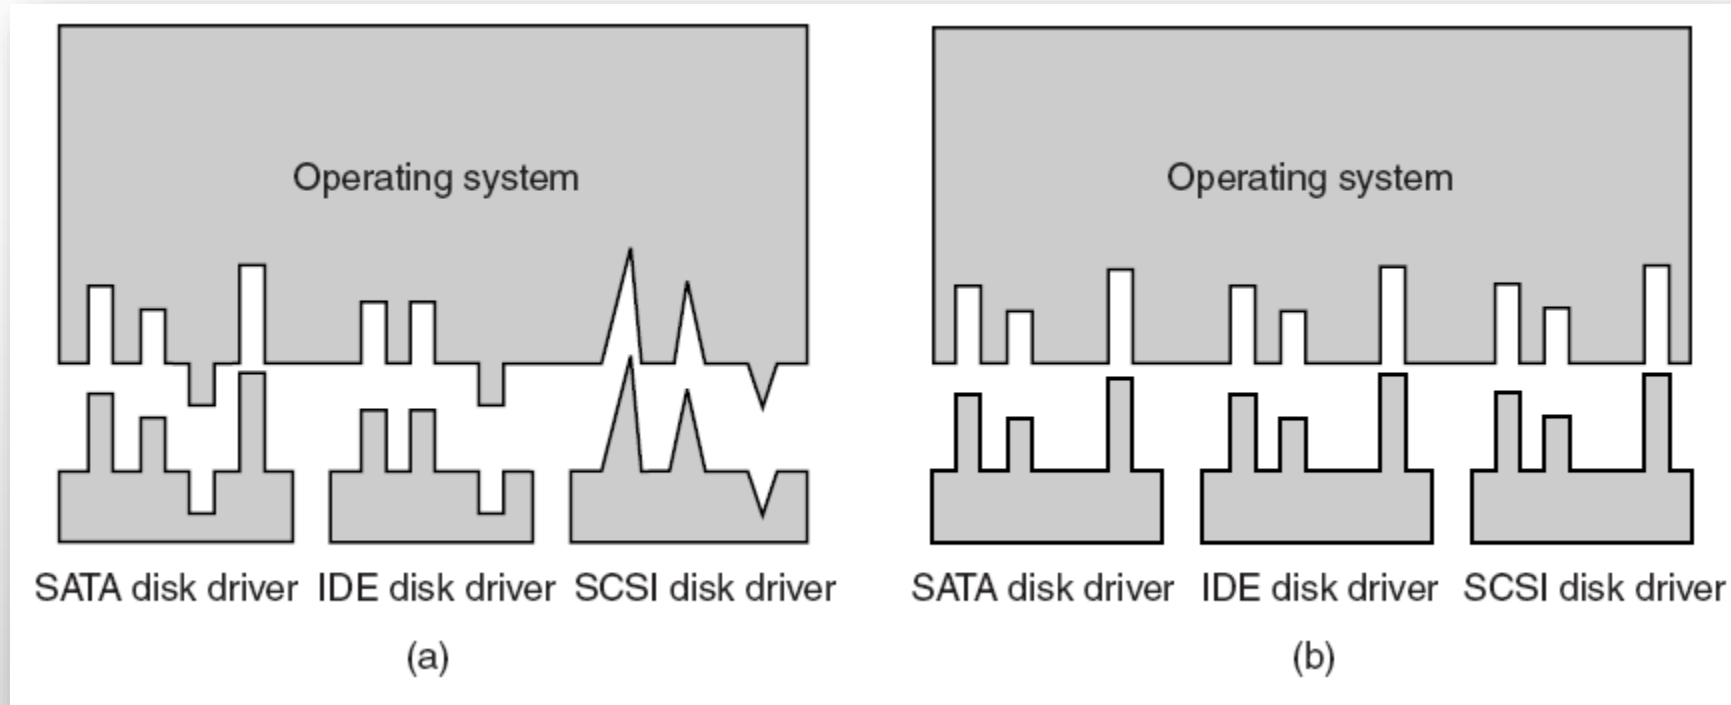 Operating system
SATA disk driver IDE disk driver SCSI disk driver
(a)
Operating system
SATA disk driver IDE disk driver SCSI disk driver
(b)